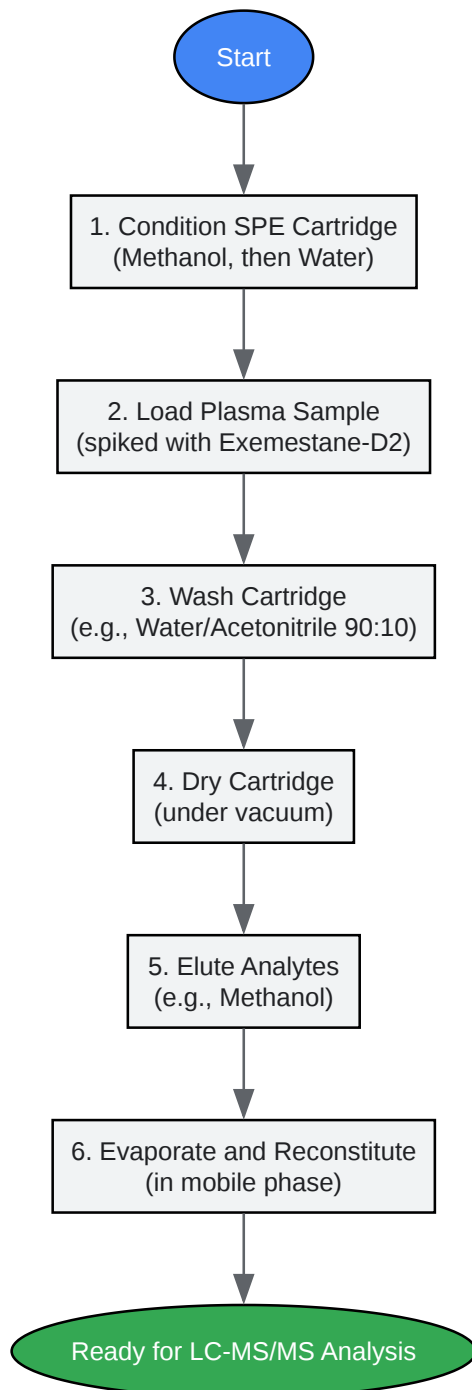 Start
1. Condition SPE Cartridge
(Methanol, then Water)
2. Load Plasma Sample
(spiked with Exemestane-D2)
3. Wash Cartridge
(e.g., Water/Acetonitrile 90:10)
4. Dry Cartridge
(under vacuum)
5. Elute Analytes
(e.g., Methanol)
6. Evaporate and Reconstitute
(in mobile phase)
Ready for LC-MS/MS Analysis